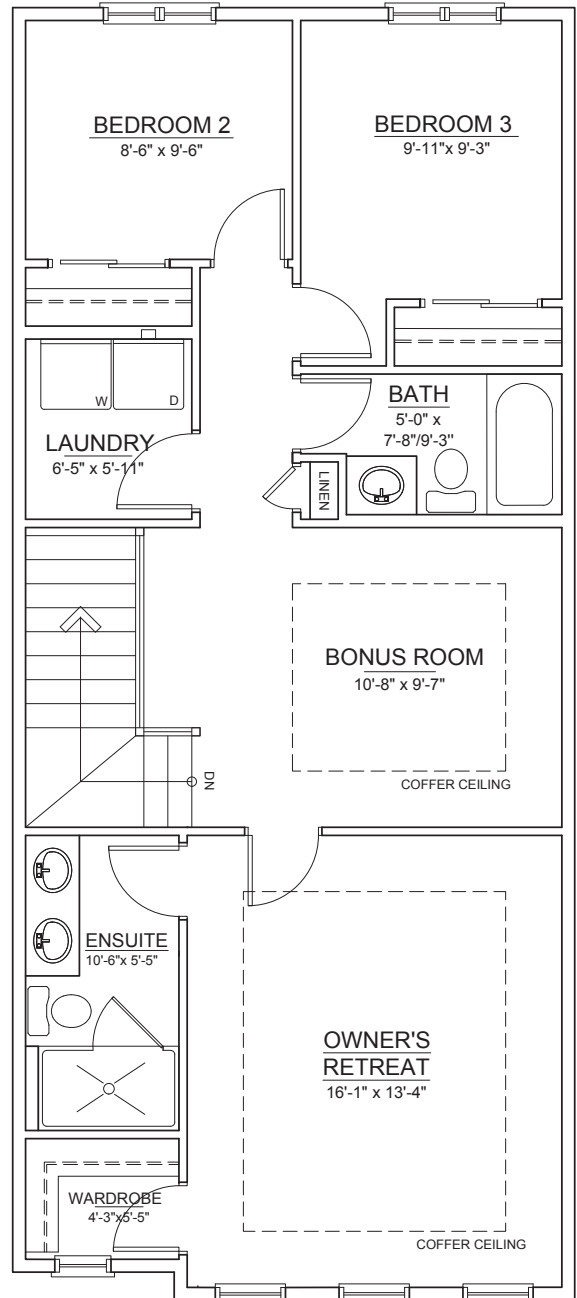 BEDROOM 2
8'-6" x 9'-6"
BEDROOM 3
9'-11"x 9'-3"
W
D
LAUNDRY
6'-5" x 5'-11"
BATH
5'-0" x
7'-8"/9'-3"
LINEN
BONUS ROOM
10'-8" x 9'-7"
COFFER CEILING
DN
ENSUITE
10'-6"x 5'-5"
OWNER'S
RETREAT
16'-1" x 13'-4"
WARDROBE
4'-3"x5'-5"
COFFER CEILING